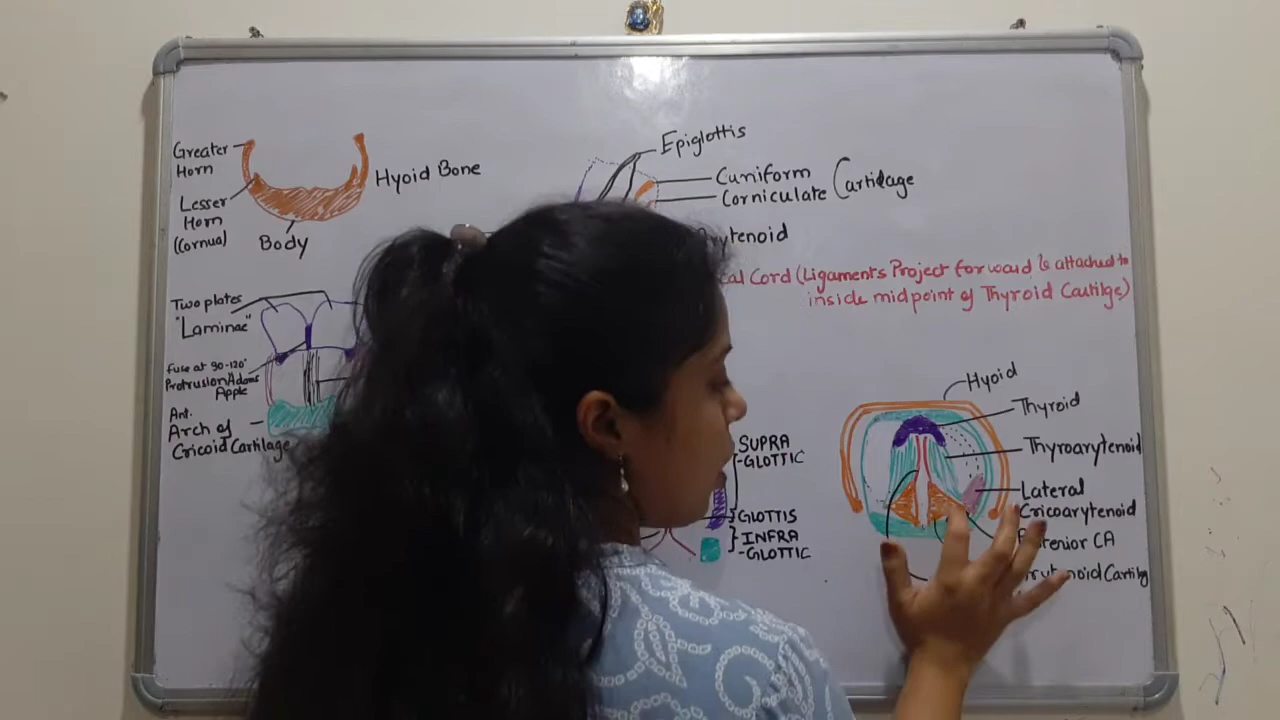 Greater
Horn
Lesser
Horn
(Cornua)
Body
Hyoid Bone
Epiglottis
Cuniform
Corniculate
Cartilage
Two plates
"Laminae"
Fuse at 90-120°
Protrusion Adams
Apple
Ant.
Arch of
Cricoid Cartilage
Cord (Ligaments Project forward & attached to
inside midpoint of Thyroid Cartilge)
SUPRA
-GLOTTIC
GLOTTIS
INFRA
-GLOTTIC
Hyoid
Thyroid
Thyroarytenoid
Lateral
Cricoarytenoid
CA